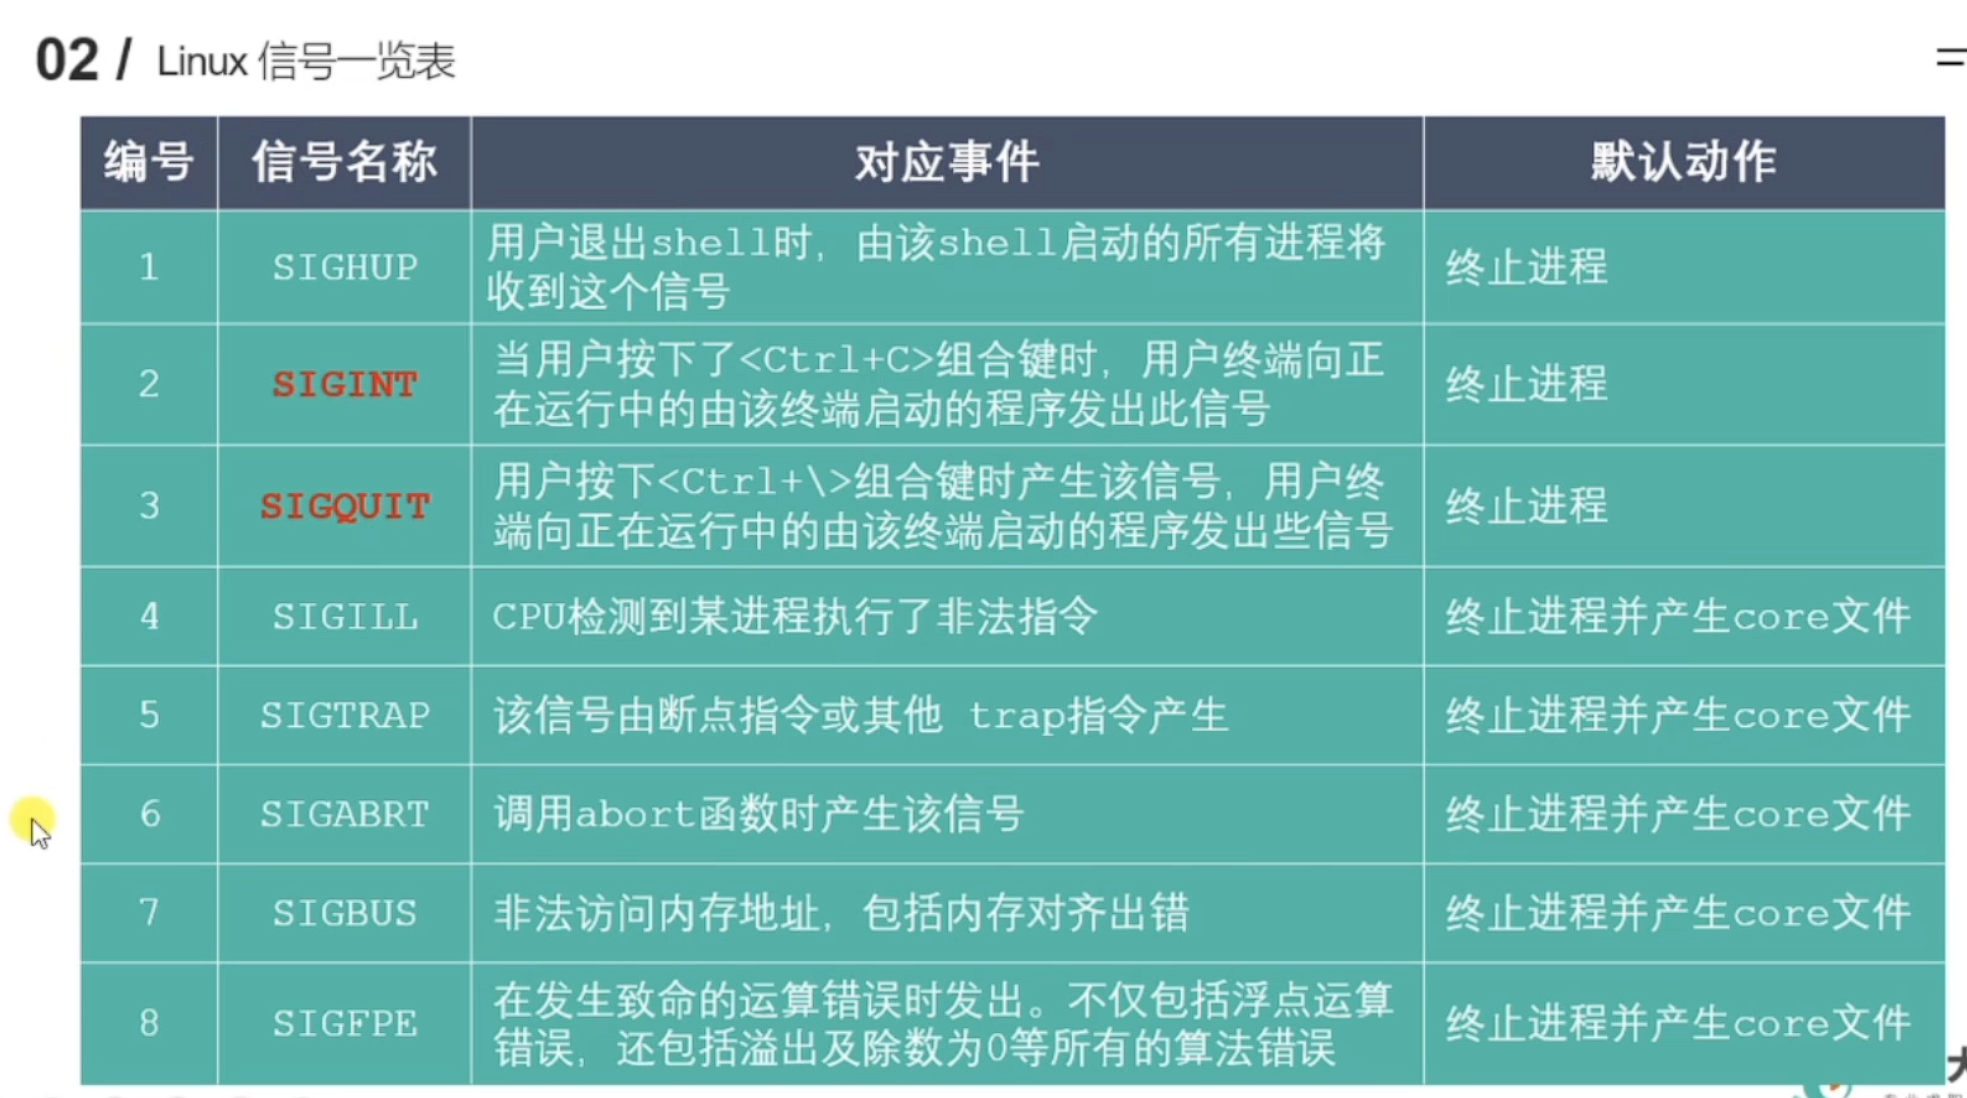 02 / Linux 信号一览表
编号 信号名称 对应事件 默认动作
1 SIGHUP 用户退出shell时，由该shell启动的所有进程将
收到这个信号 终止进程
2 SIGINT 当用户按下了<Ctrl+C>组合键时，用户终端向正
在运行中的由该终端启动的程序发出此信号 终止进程
3 SIGQUIT 用户按下<Ctrl+\>组合键时产生该信号，用户终
端向正在运行中的由该终端启动的程序发出些信号 终止进程
4 SIGILL CPU检测到某进程执行了非法指令 终止进程并产生core文件
5 SIGTRAP 该信号由断点指令或其他 trap指令产生 终止进程并产生core文件
6 SIGABRT 调用abort函数时产生该信号 终止进程并产生core文件
7 SIGBUS 非法访问内存地址，包括内存对齐出错 终止进程并产生core文件
8 SIGFPE 在发生致命的运算错误时发出。不仅包括浮点运算
错误，还包括溢出及除数为0等所有的算法错误 终止进程并产生core文件